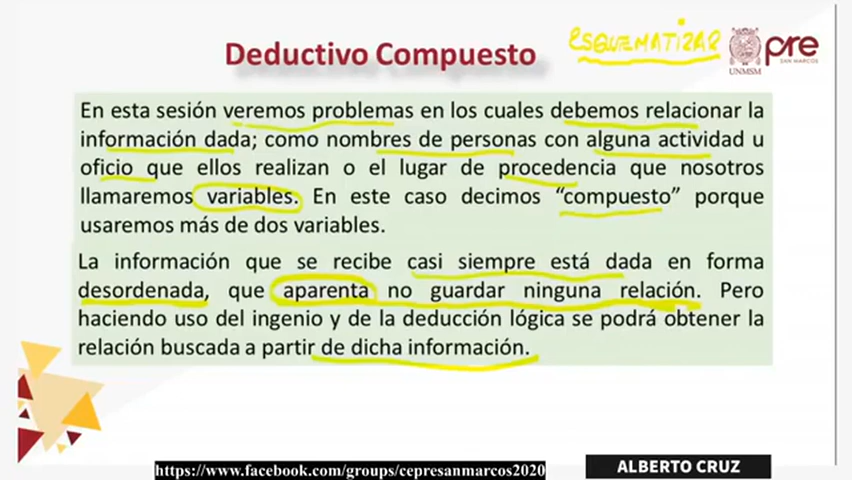 ESQUEMATIZAR
Deductivo Compuesto
UNMSM
pre
SAN MARCOS
En esta sesión veremos problemas en los cuales debemos relacionar la
información dada; como nombres de personas con alguna actividad u
oficio que ellos realizan o el lugar de procedencia que nosotros
llamaremos variables. En este caso decimos “compuesto” porque
usaremos más de dos variables.
La información que se recibe casi siempre está dada en forma
desordenada, que aparenta no guardar ninguna relación. Pero
haciendo uso del ingenio y de la deducción lógica se podrá obtener la
relación buscada a partir de dicha información.
https://www.facebook.com/groups/cepresanmarcos2020
ALBERTO CRUZ